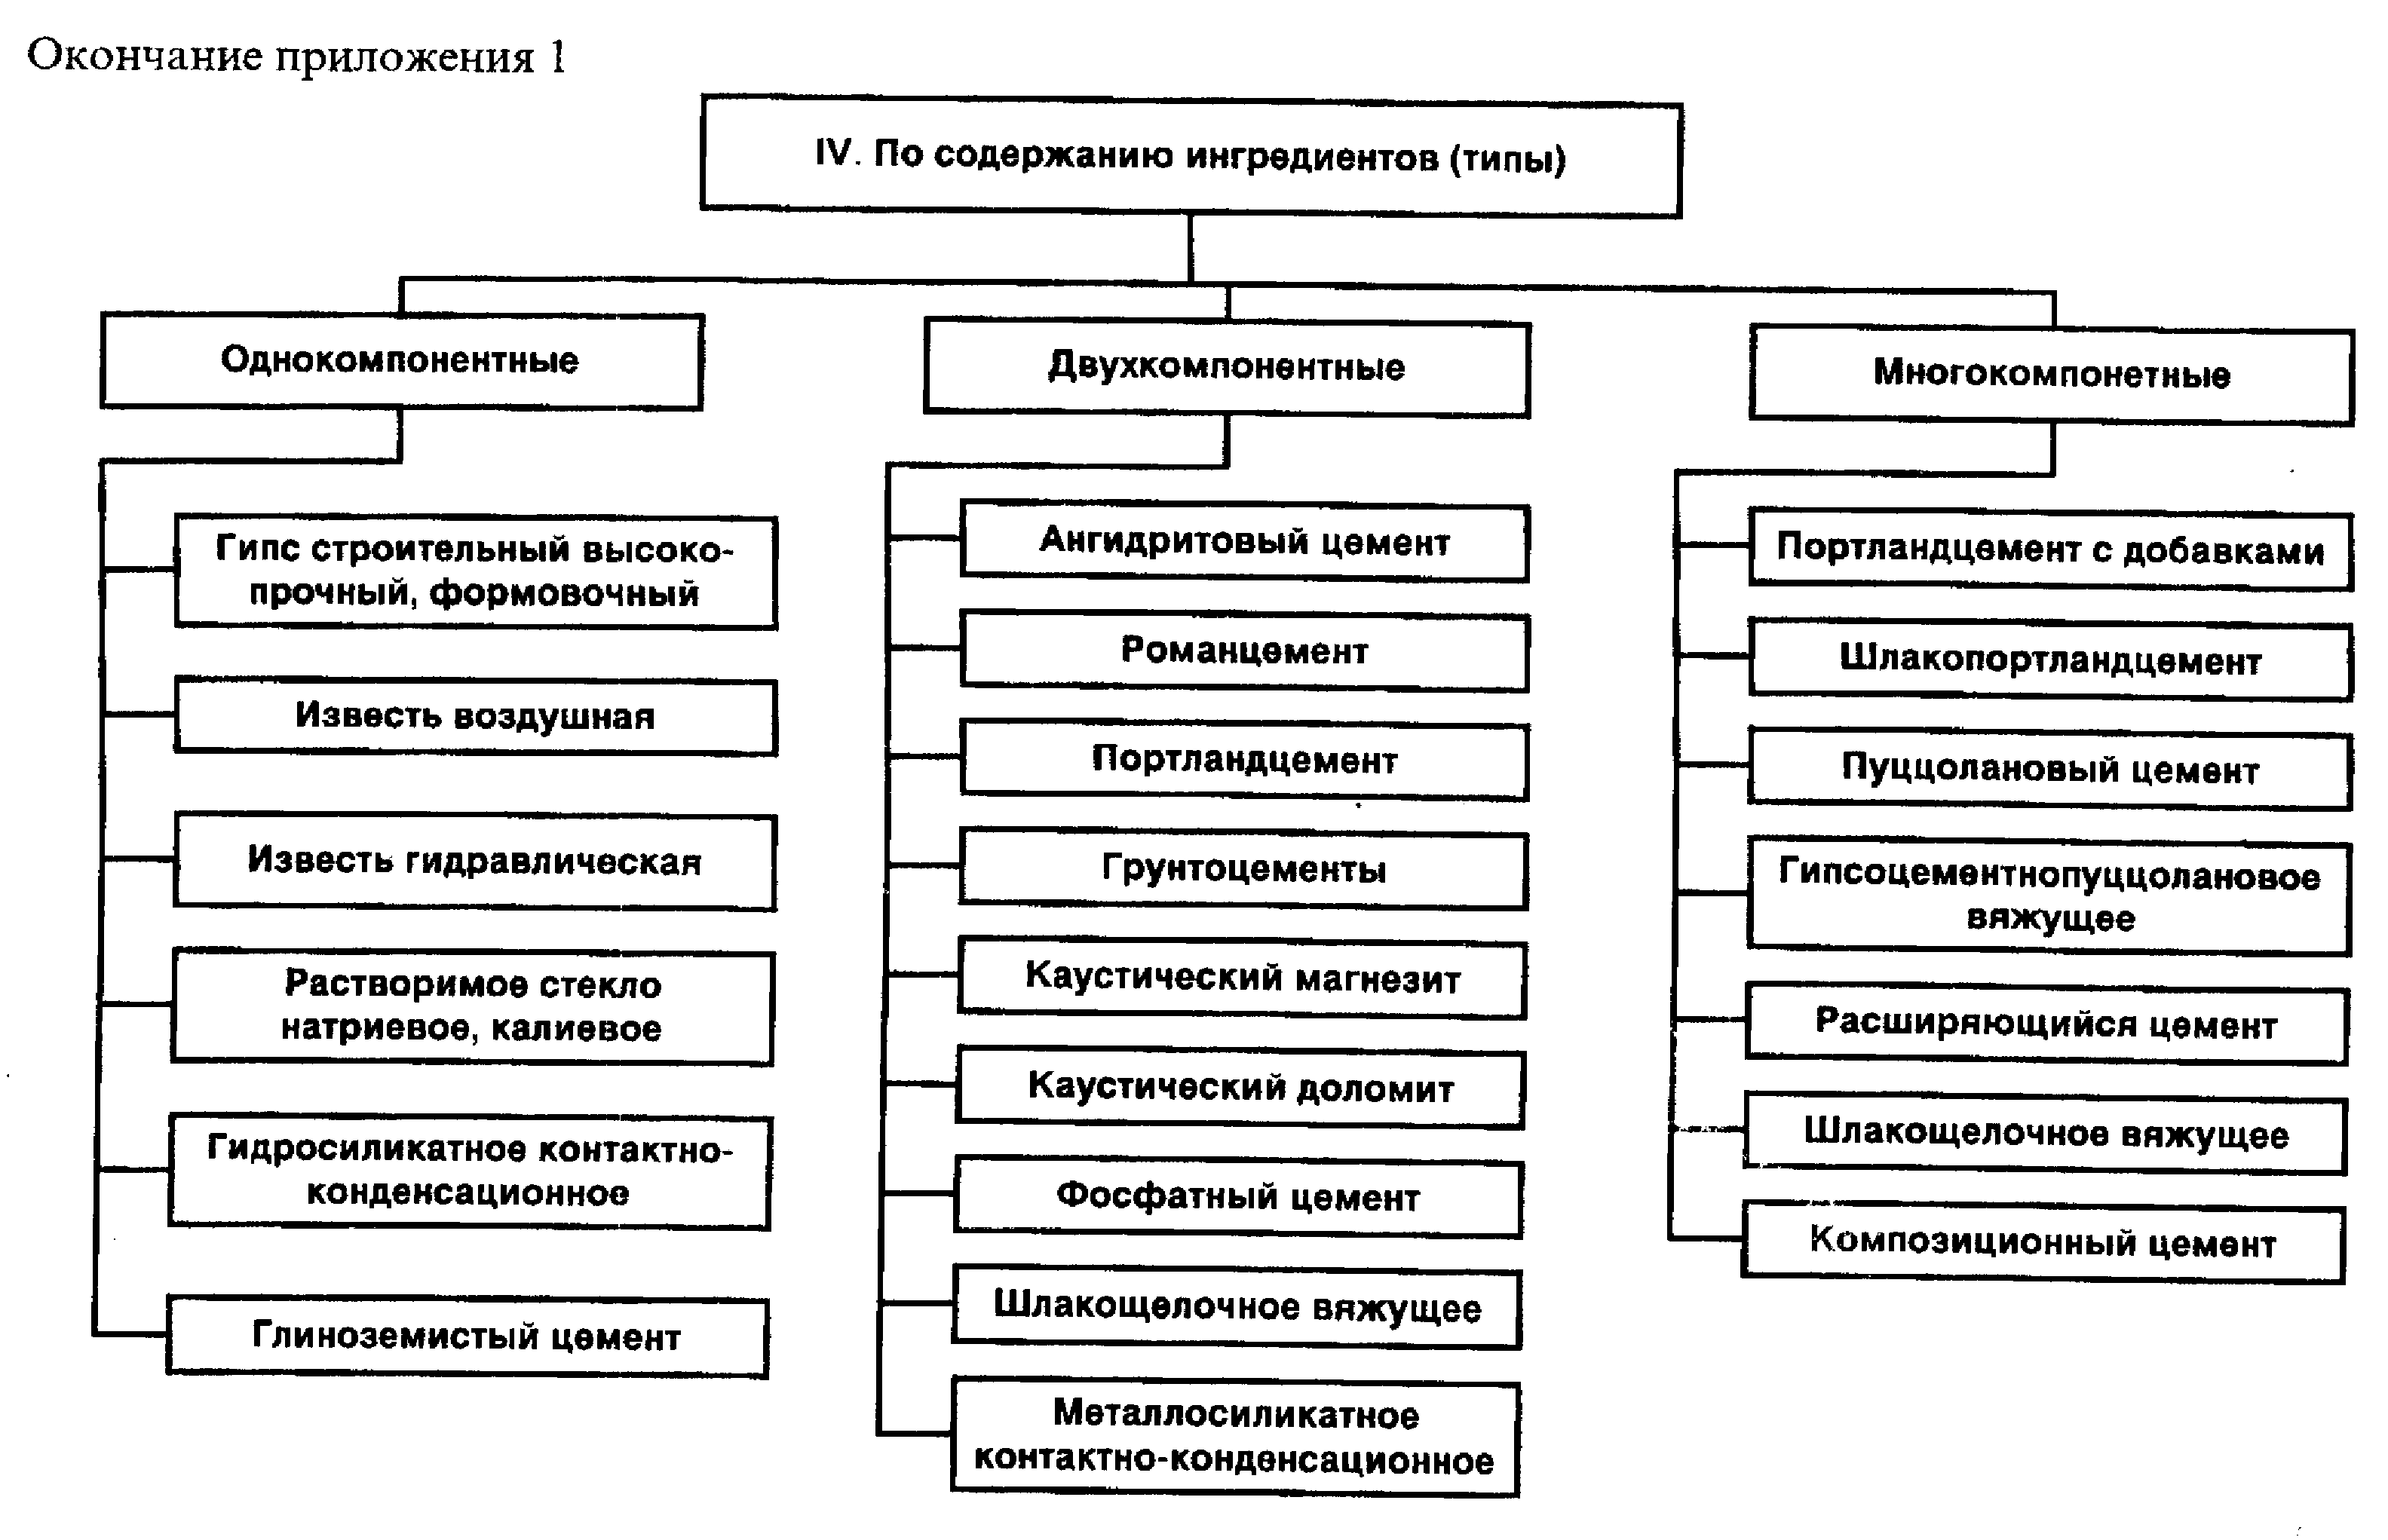 Окончание приложения 1
IV. По содержанию ингредиентов (типы)
Однокомпонентные
Двухкомпонентные
Многокомпонетные
Гипс строительный высоко-
прочный, формовочный
Известь воздушная
Известь гидравлическая
Растворимое стекло
натриевое, калиевое
Гидросиликатное контактно-
конденсационное
Глиноземистый цемент
Ангидритовый цемент
Романцемент
Портландцемент
Грунтоцементы
Каустический магнезит
Каустический доломит
Фосфатный цемент
Шлакощелочное вяжущее
Металлосиликатное
контактно-конденсационное
Портландцемент с добавками
Шлакопортландцемент
Пуццолановый цемент
Гипсоцементнопуццолановое
вяжущее
Расширяющийся цемент
Шлакощелочное вяжущее
Композиционный цемент